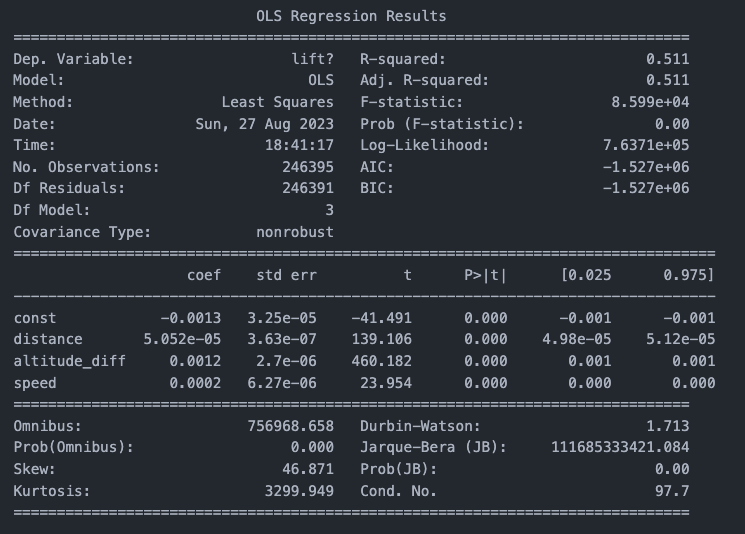 OLS Regression Results
==============================================================================
Dep. Variable:                  lift?   R-squared:                       0.511
Model:                            OLS   Adj. R-squared:                  0.511
Method:                 Least Squares   F-statistic:                 8.599e+04
Date:                Sun, 27 Aug 2023   Prob (F-statistic):               0.00
Time:                        18:41:17   Log-Likelihood:             7.6371e+05
No. Observations:              246395   AIC:                        -1.527e+06
Df Residuals:                  246391   BIC:                        -1.527e+06
Df Model:                           3
Covariance Type:            nonrobust
=================================================================================
                    coef    std err          t      P>|t|      [0.025      0.975]
---------------------------------------------------------------------------------
const            -0.0013   3.25e-05    -41.491      0.000      -0.001      -0.001
distance       5.052e-05   3.63e-07    139.106      0.000    4.98e-05    5.12e-05
altitude_diff     0.0012    2.7e-06    460.182      0.000       0.001       0.001
speed             0.0002   6.27e-06     23.954      0.000       0.000       0.000
==============================================================================
Omnibus:                   756968.658   Durbin-Watson:                   1.713
Prob(Omnibus):                  0.000   Jarque-Bera (JB):     111685333421.084
Skew:                          46.871   Prob(JB):                         0.00
Kurtosis:                    3299.949   Cond. No.                         97.7
==============================================================================